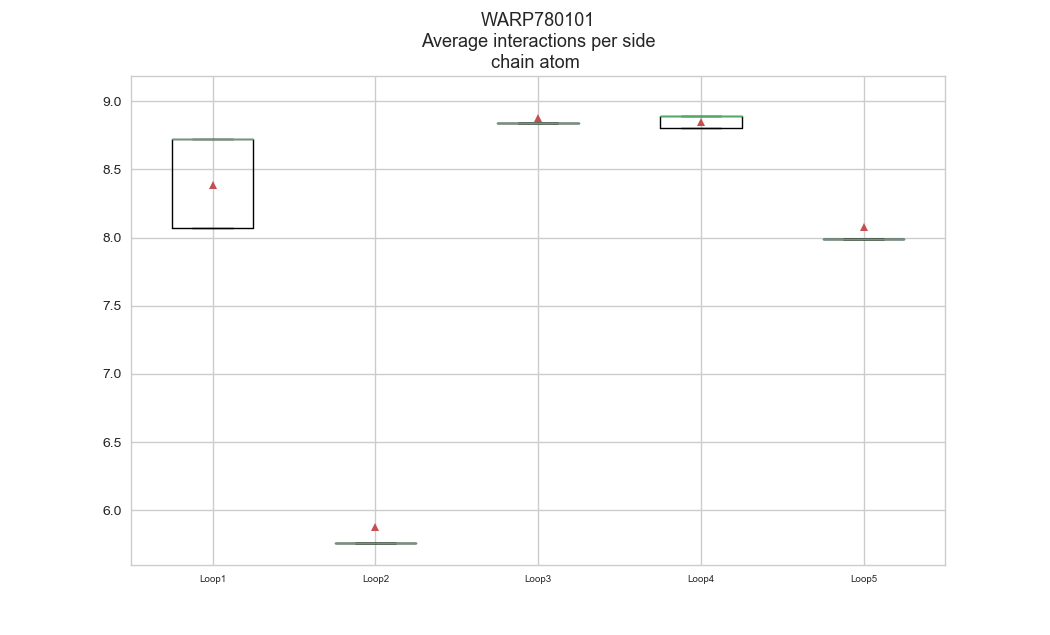 WARP780101
Average interactions per side
chain atom
9.0
8.5
8.0
7.5
7.0
6.5
6.0
Loop1
Loop2
Loop3
Loop4
Loop5